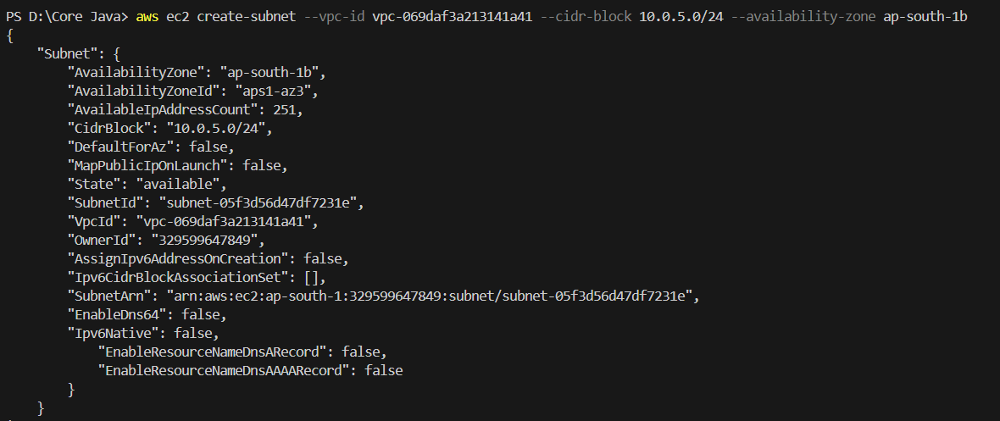 PS D:\Core Java> aws ec2 create-subnet --vpc-id vpc-069daf3a213141a41 --cidr-block 10.0.5.0/24 --availability-zone ap-south-1b
{
    "Subnet": {
        "AvailabilityZone": "ap-south-1b",
        "AvailabilityZoneId": "aps1-az3",
        "AvailableIpAddressCount": 251,
        "CidrBlock": "10.0.5.0/24",
        "DefaultForAz": false,
        "MapPublicIpOnLaunch": false,
        "State": "available",
        "SubnetId": "subnet-05f3d56d47df7231e",
        "VpcId": "vpc-069daf3a213141a41",
        "OwnerId": "329599647849",
        "AssignIpv6AddressOnCreation": false,
        "Ipv6CidrBlockAssociationSet": [],
        "SubnetArn": "arn:aws:ec2:ap-south-1:329599647849:subnet/subnet-05f3d56d47df7231e",
        "EnableDns64": false,
        "Ipv6Native": false,
            "EnableResourceNameDnsARecord": false,
            "EnableResourceNameDnsAAAARecord": false
        }
    }